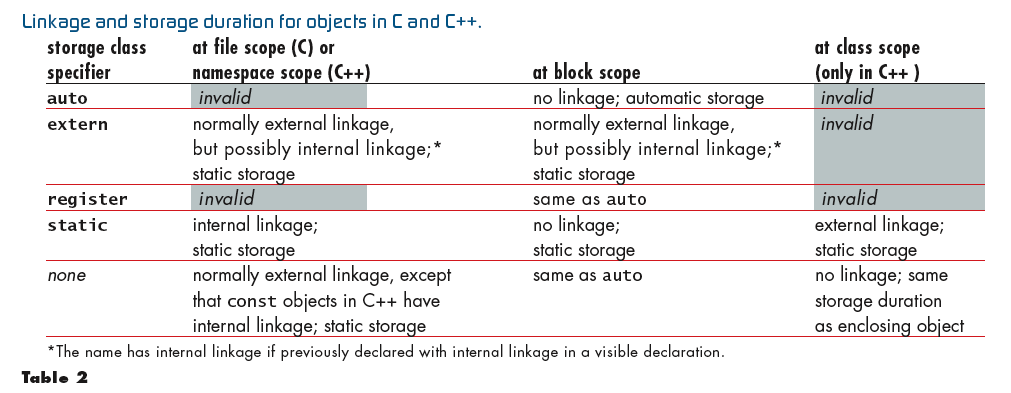 Linkage and storage duration for objects in C and C++.
storage class at file scope (C) or at class scope
specifier namespace scope (C++) at block scope (only in C++ )
auto invalid no linkage; automatic storage invalid
extern normally external linkage, normally external linkage, invalid
but possibly internal linkage;* but possibly internal linkage;*
static storage static storage
register invalid same as auto invalid
static internal linkage; no linkage; external linkage;
static storage static storage static storage
none normally external linkage, except same as auto no linkage; same
that const objects in C++ have storage duration
internal linkage; static storage as enclosing object
*The name has internal linkage if previously declared with internal linkage in a visible declaration.
Table 2